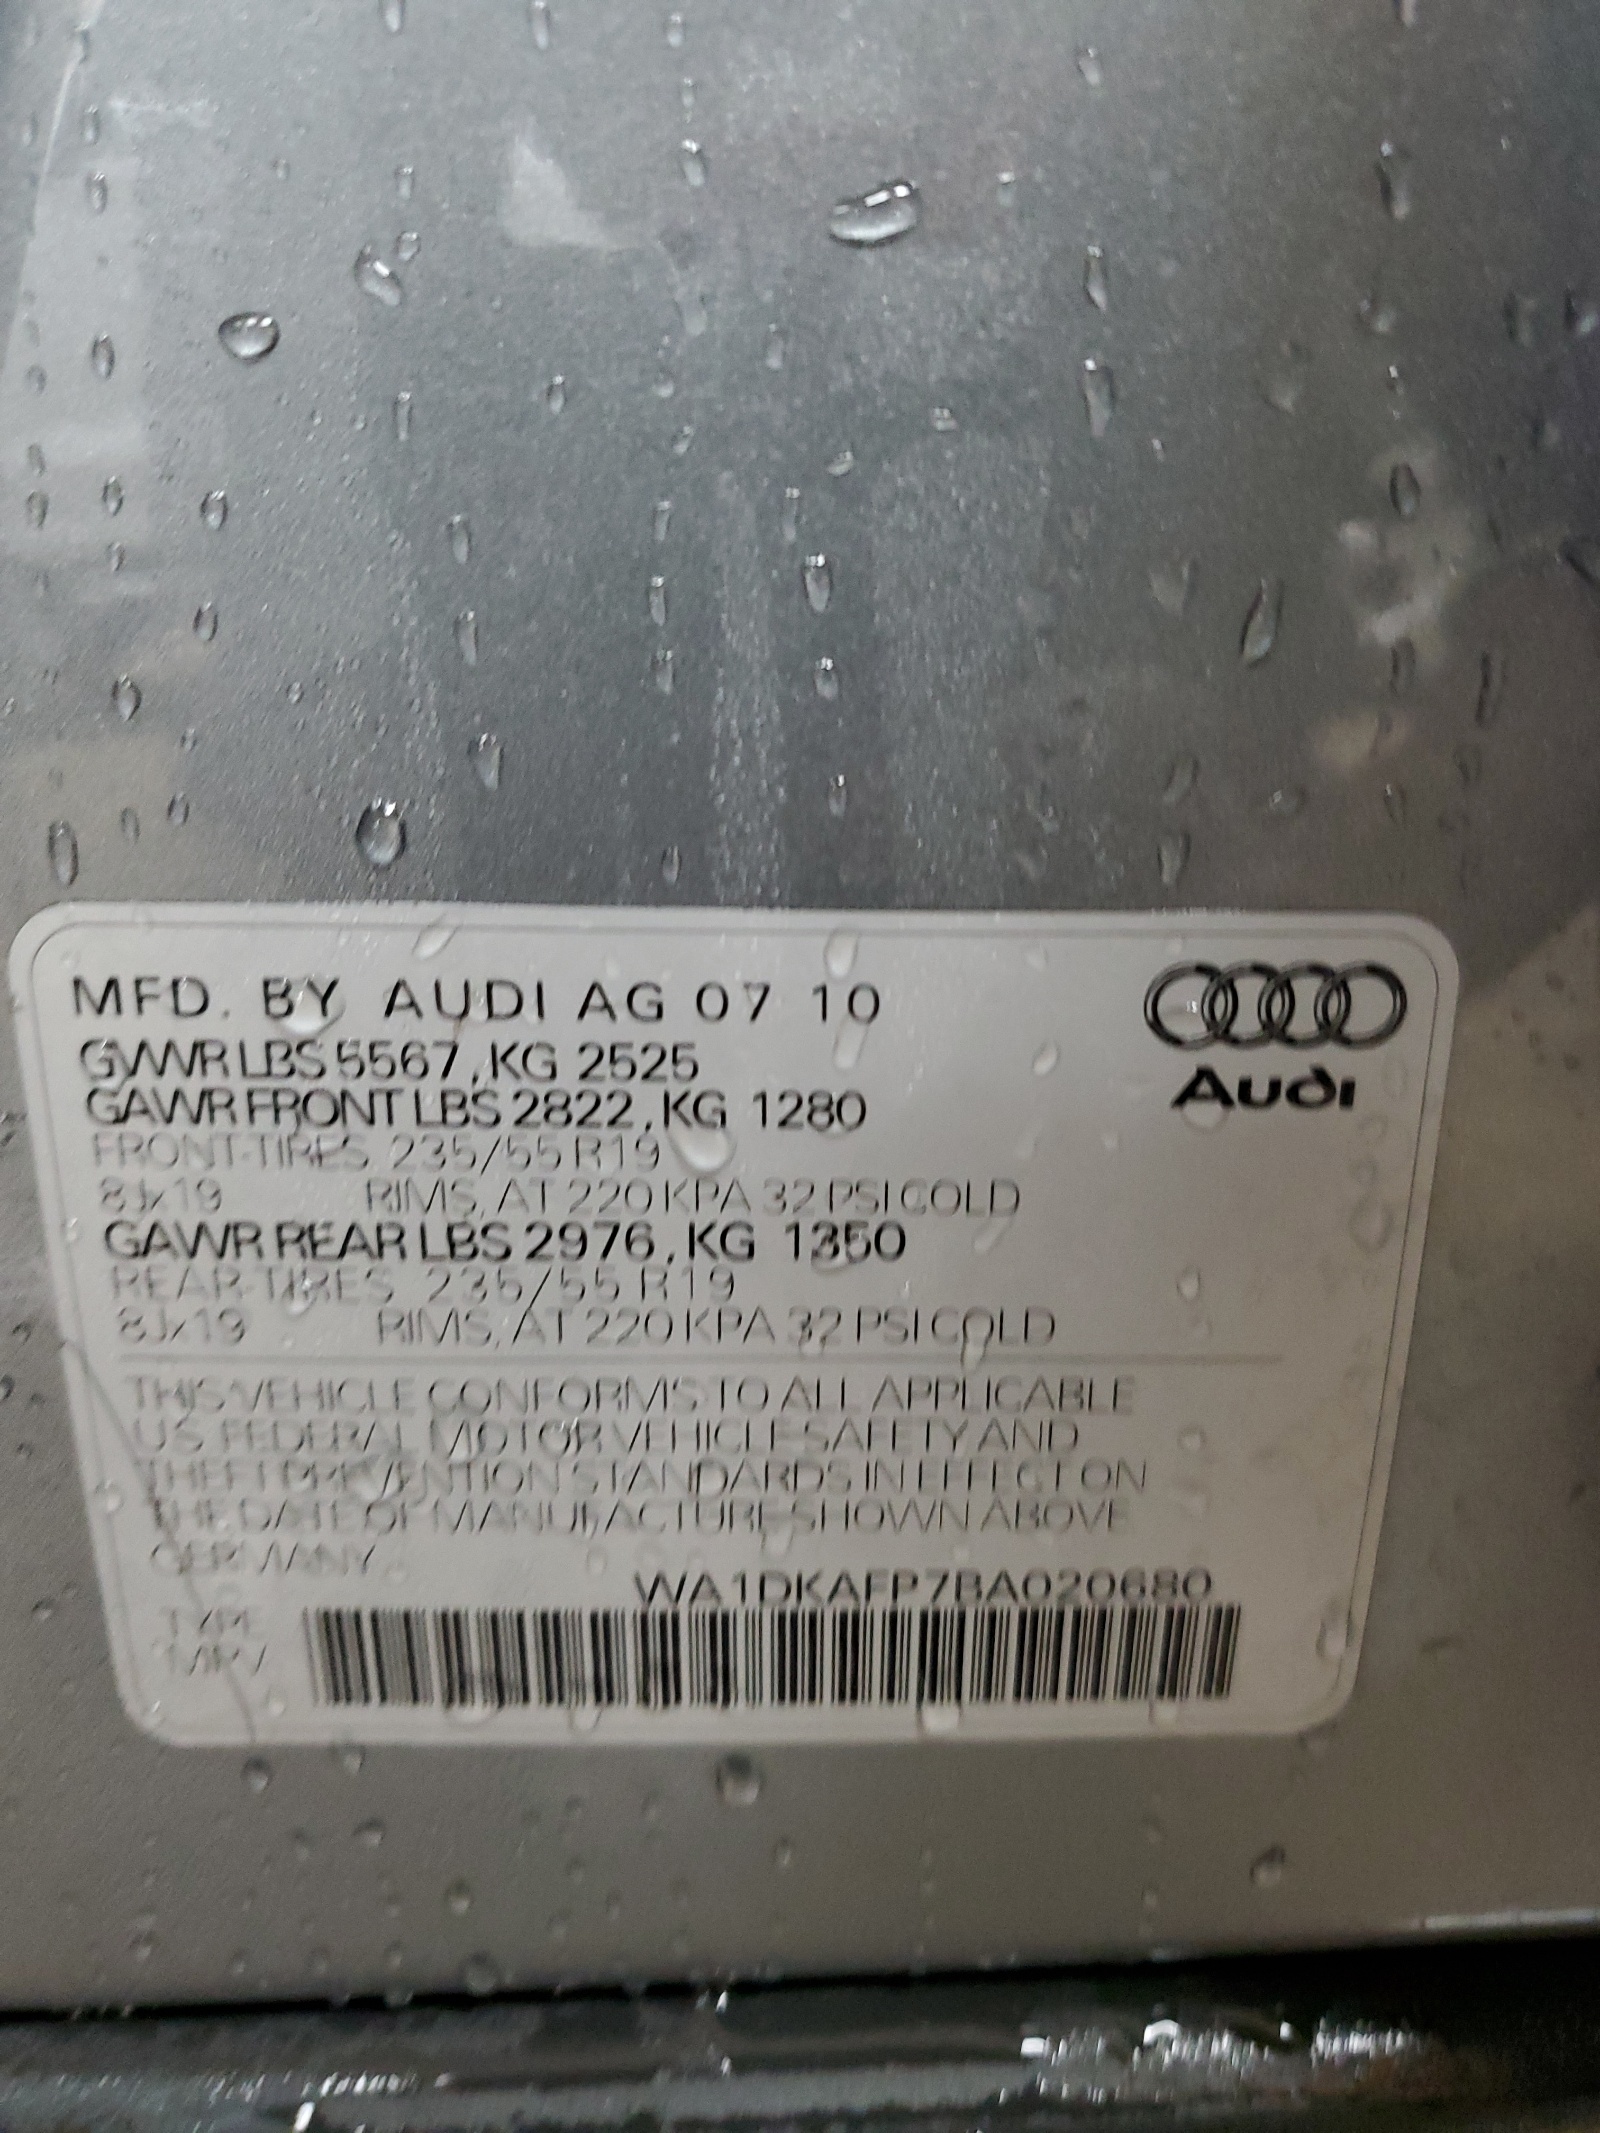 MFD. BY AUDI AG 07 10
Audi
GVWR LBS 5567, KG 2525
GAWR FRONT LBS 2822, KG 1280
FRONT-TIRES, 235/55 R19
8Jx19 RIMS, AT 220 KPA 32 PSI COLD
GAWR REAR LBS 2976, KG 1350
REAR-TIRES, 235/55 R19
8Jx19 RIMS, AT 220 KPA 32 PSI COLD
THIS VEHICLE CONFORMS TO ALL APPLICABLE
US FEDERAL MOTOR VEHICLE SAFETY AND
THEFT PREVENTION STANDARDS IN EFFECT ON
THE DATE OF MANUFACTURE SHOWN ABOVE
GERMANY
WA1DKAFP7BA020680
TYPE
MPV